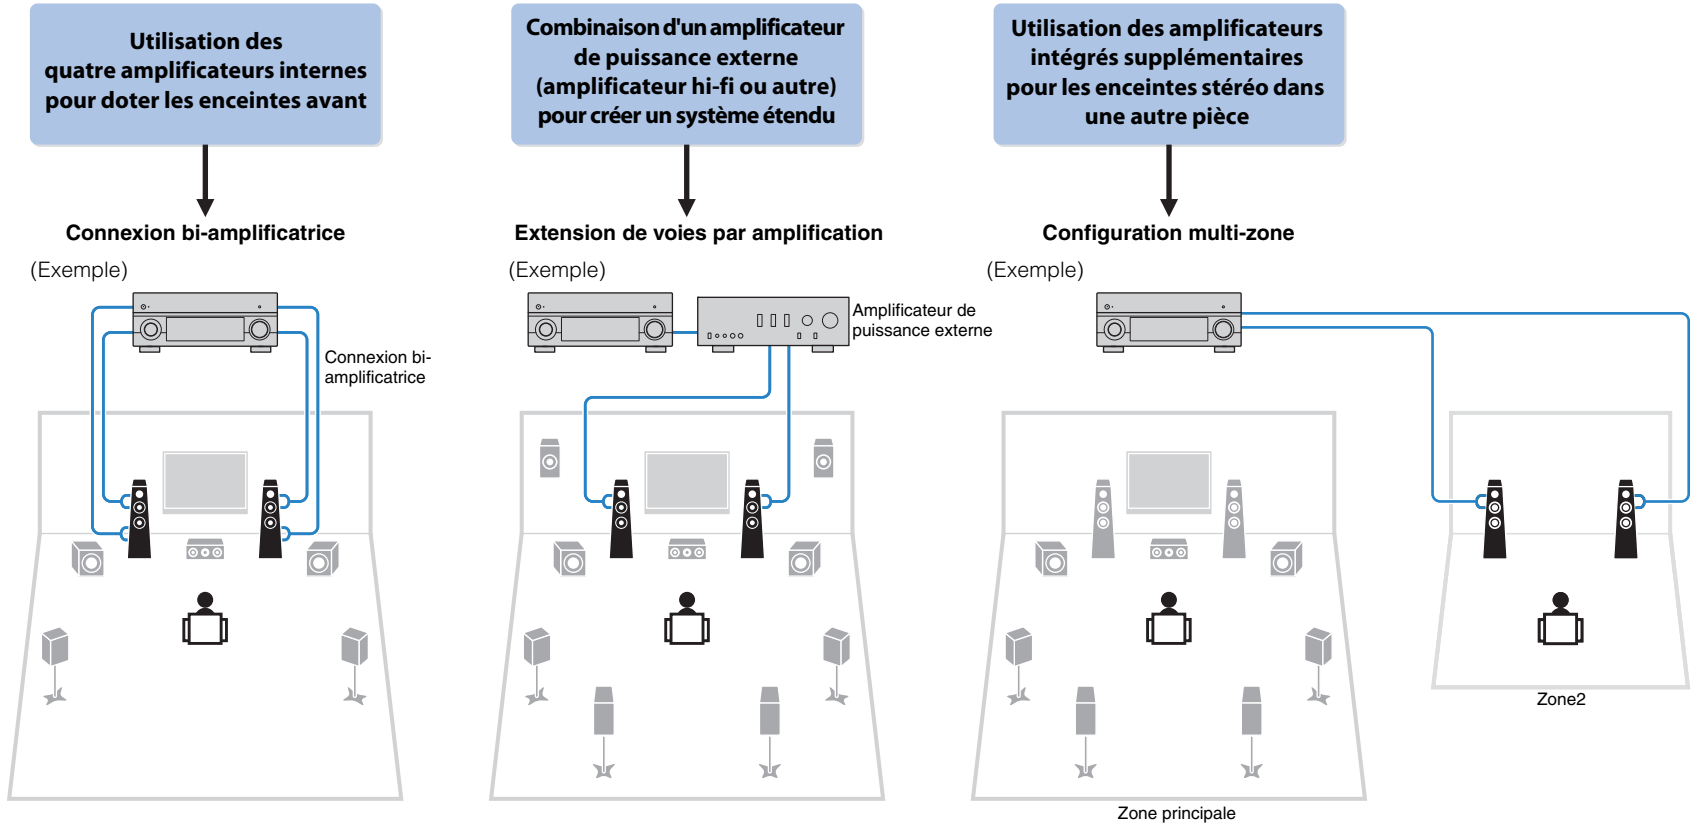 Utilisation des
quatre amplificateurs internes
pour doter les enceintes avant
Connexion bi-amplificatrice
(Exemple)
Connexion bi-
amplificatrice
Combinaison d'un amplificateur
de puissance externe
(amplificateur hi-fi ou autre)
pour créer un système étendu
Extension de voies par amplification
(Exemple)
Amplificateur de
puissance externe
Utilisation des amplificateurs
intégrés supplémentaires
pour les enceintes stéréo dans
une autre pièce
Configuration multi-zone
(Exemple)
Zone2
Zone principale